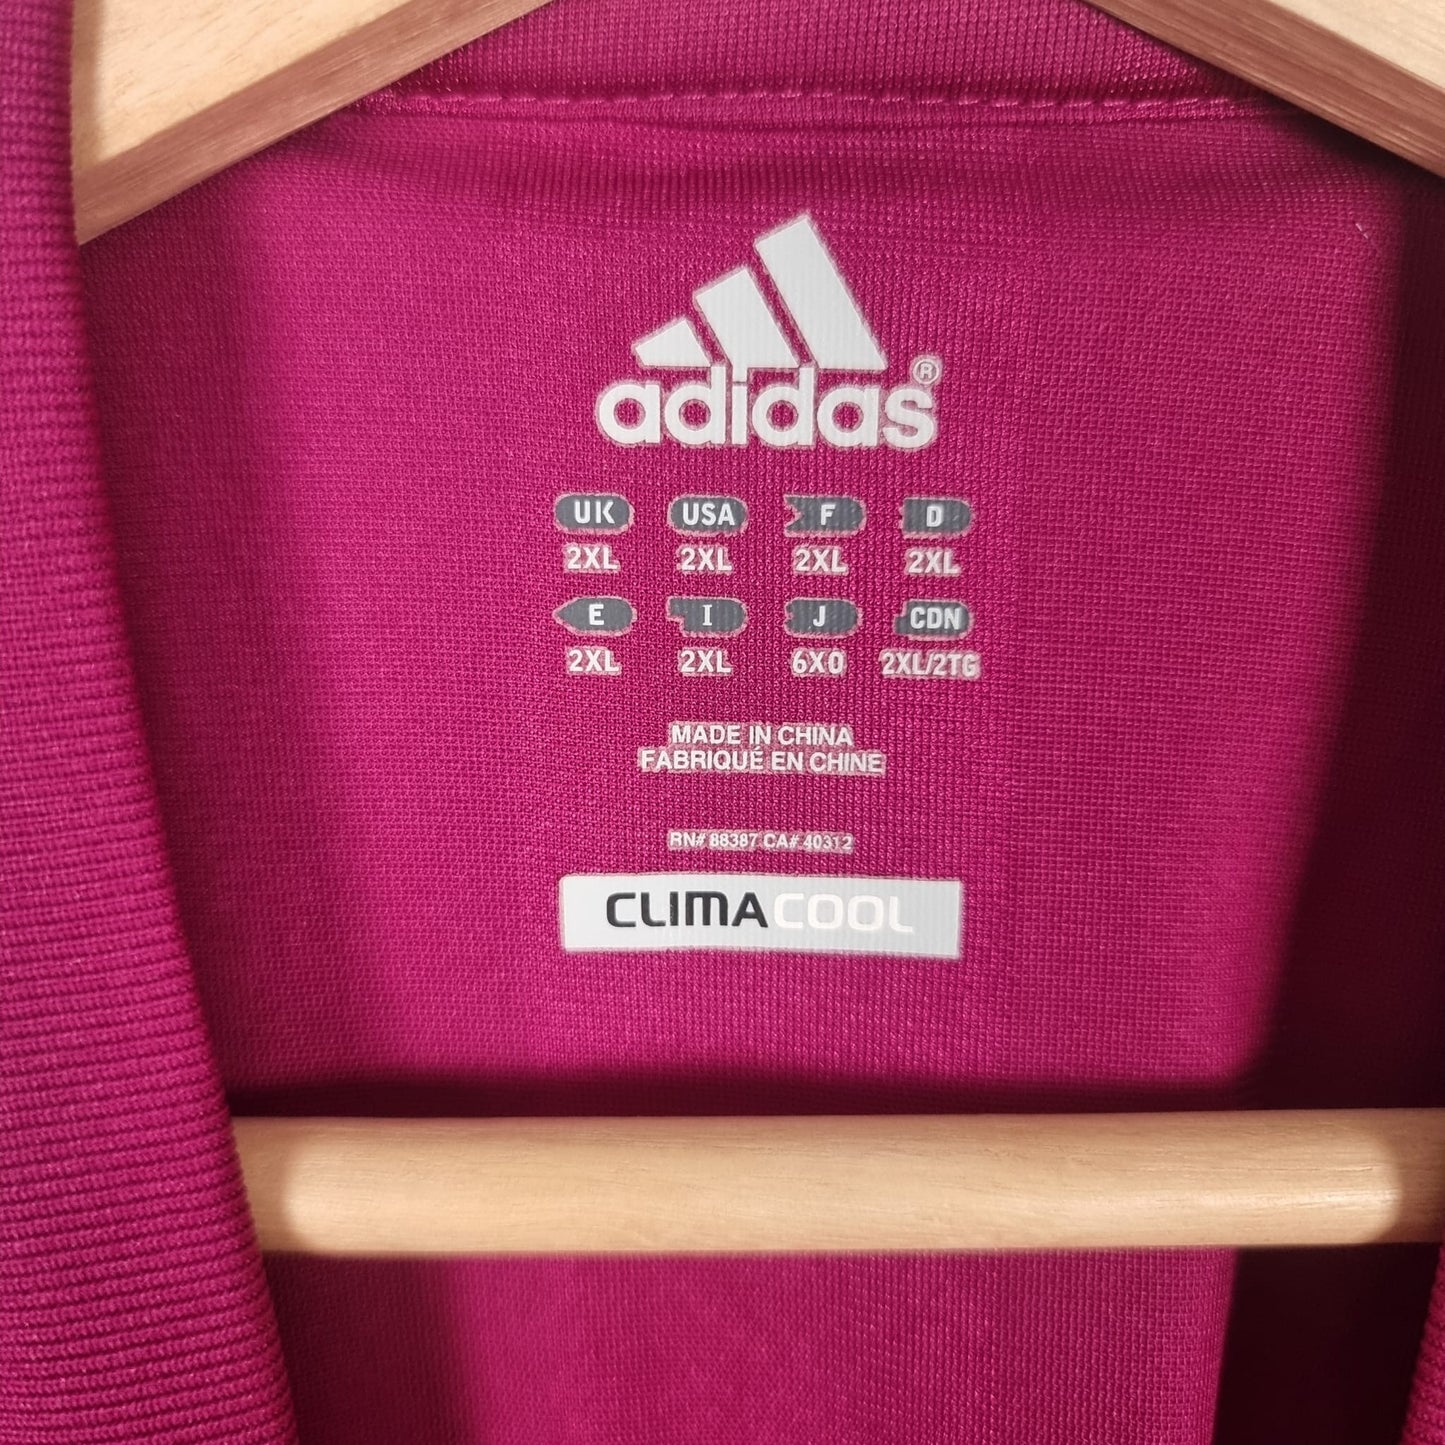 adidas®
UK USA F D
2XL 2XL 2XL 2XL
E I J CDN
2XL 2XL 6XO 2XL/2TG
MADE IN CHINA
FABRIQUÉ EN CHINE
RN# 88387 CA# 40312
CLIMACOOL